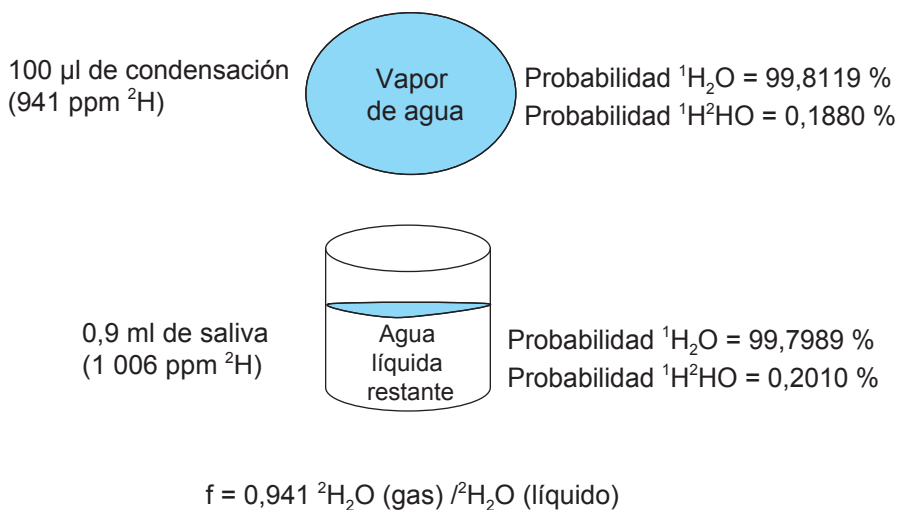 100 µl de condensación
(941 ppm ²H)
Vapor
de agua
Probabilidad ¹H₂O = 99,8119 %
Probabilidad ¹H²HO = 0,1880 %
0,9 ml de saliva
(1 006 ppm ²H)
Agua
líquida
restante
Probabilidad ¹H₂O = 99,7989 %
Probabilidad ¹H²HO = 0,2010 %
f = 0,941 ²H₂O (gas) /²H₂O (líquido)